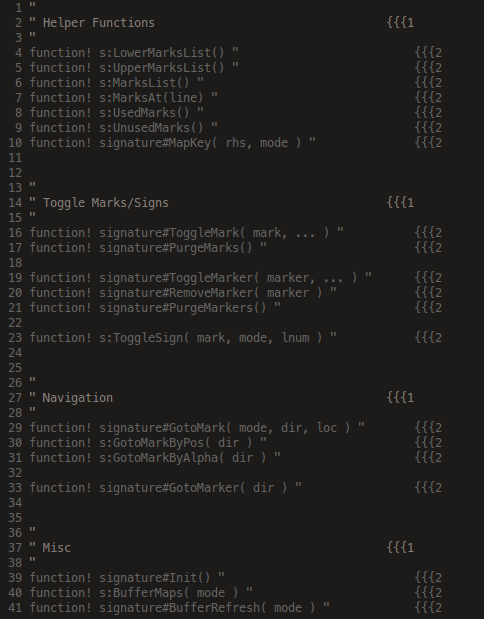 1 "
2 " Helper Functions {{{1
3 "
4 function! s:LowerMarksList() " {{{2
5 function! s:UpperMarksList() " {{{2
6 function! s:MarksList() " {{{2
7 function! s:MarksAt(line) " {{{2
8 function! s:UsedMarks() " {{{2
9 function! s:UnusedMarks() " {{{2
10 function! signature#MapKey( rhs, mode ) " {{{2
11
12
13 "
14 " Toggle Marks/Signs {{{1
15 "
16 function! signature#ToggleMark( mark, ... ) " {{{2
17 function! signature#PurgeMarks() " {{{2
18
19 function! signature#ToggleMarker( marker, ... ) " {{{2
20 function! signature#RemoveMarker( marker ) " {{{2
21 function! signature#PurgeMarkers() " {{{2
22
23 function! s:ToggleSign( mark, mode, lnum ) " {{{2
24
25
26 "
27 " Navigation {{{1
28 "
29 function! signature#GotoMark( mode, dir, loc ) " {{{2
30 function! s:GotoMarkByPos( dir ) " {{{2
31 function! s:GotoMarkByAlpha( dir ) " {{{2
32
33 function! signature#GotoMarker( dir ) " {{{2
34
35
36 "
37 " Misc {{{1
38 "
39 function! signature#Init() " {{{2
40 function! s:BufferMaps( mode ) " {{{2
41 function! signature#BufferRefresh( mode ) " {{{2